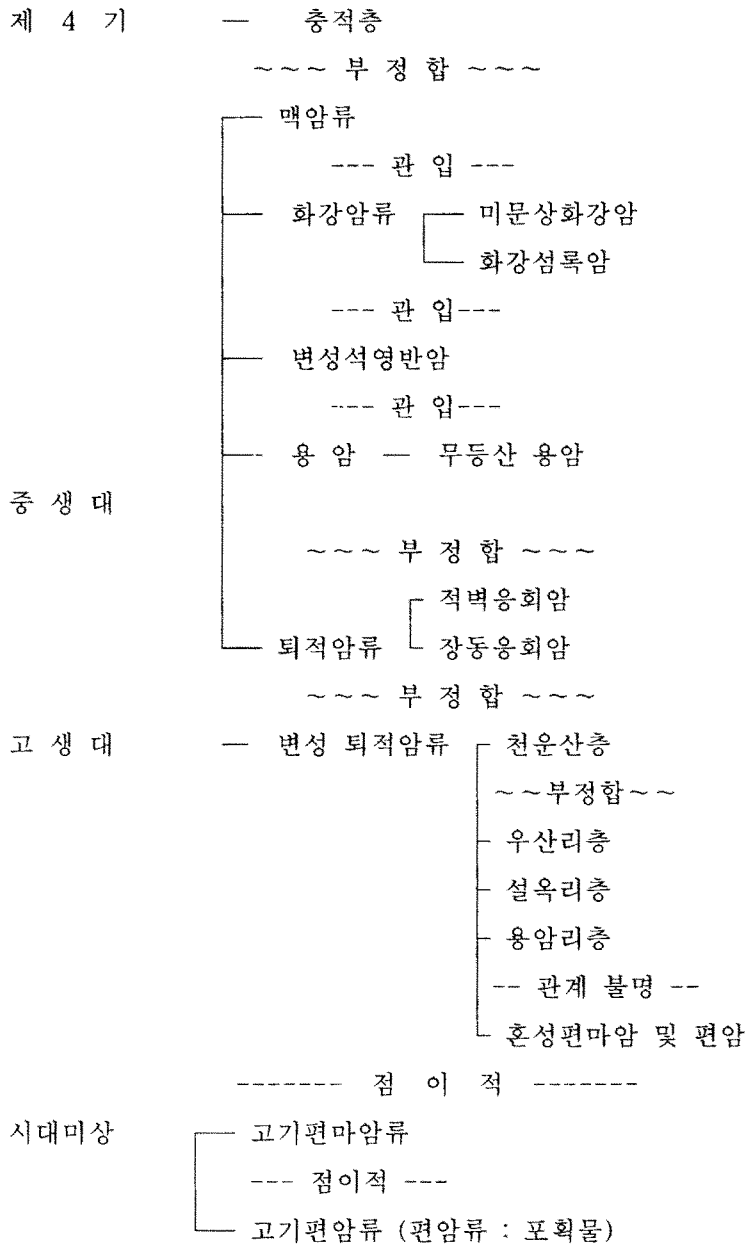 제 4 기 — 충적층
~~~ 부 정 합 ~~~
맥암류
--- 관 입 ---
화강암류 미문상화강암
화강섬록암
--- 관 입---
변성석영반암
--- 관 입---
용 암 — 무등산 용암
중 생 대
~~~ 부 정 합 ~~~
적벽응회암
퇴적암류 장동응회암
~~~ 부 정 합 ~~~
고 생 대 — 변성 퇴적암류 천운산층
~~부정합~~
우산리층
설옥리층
용암리층
-- 관계 불명 --
혼성편마암 및 편암
------- 점 이 적 -------
시대미상 고기편마암류
--- 점이적 ---
고기편암류 (편암류 : 포획물)